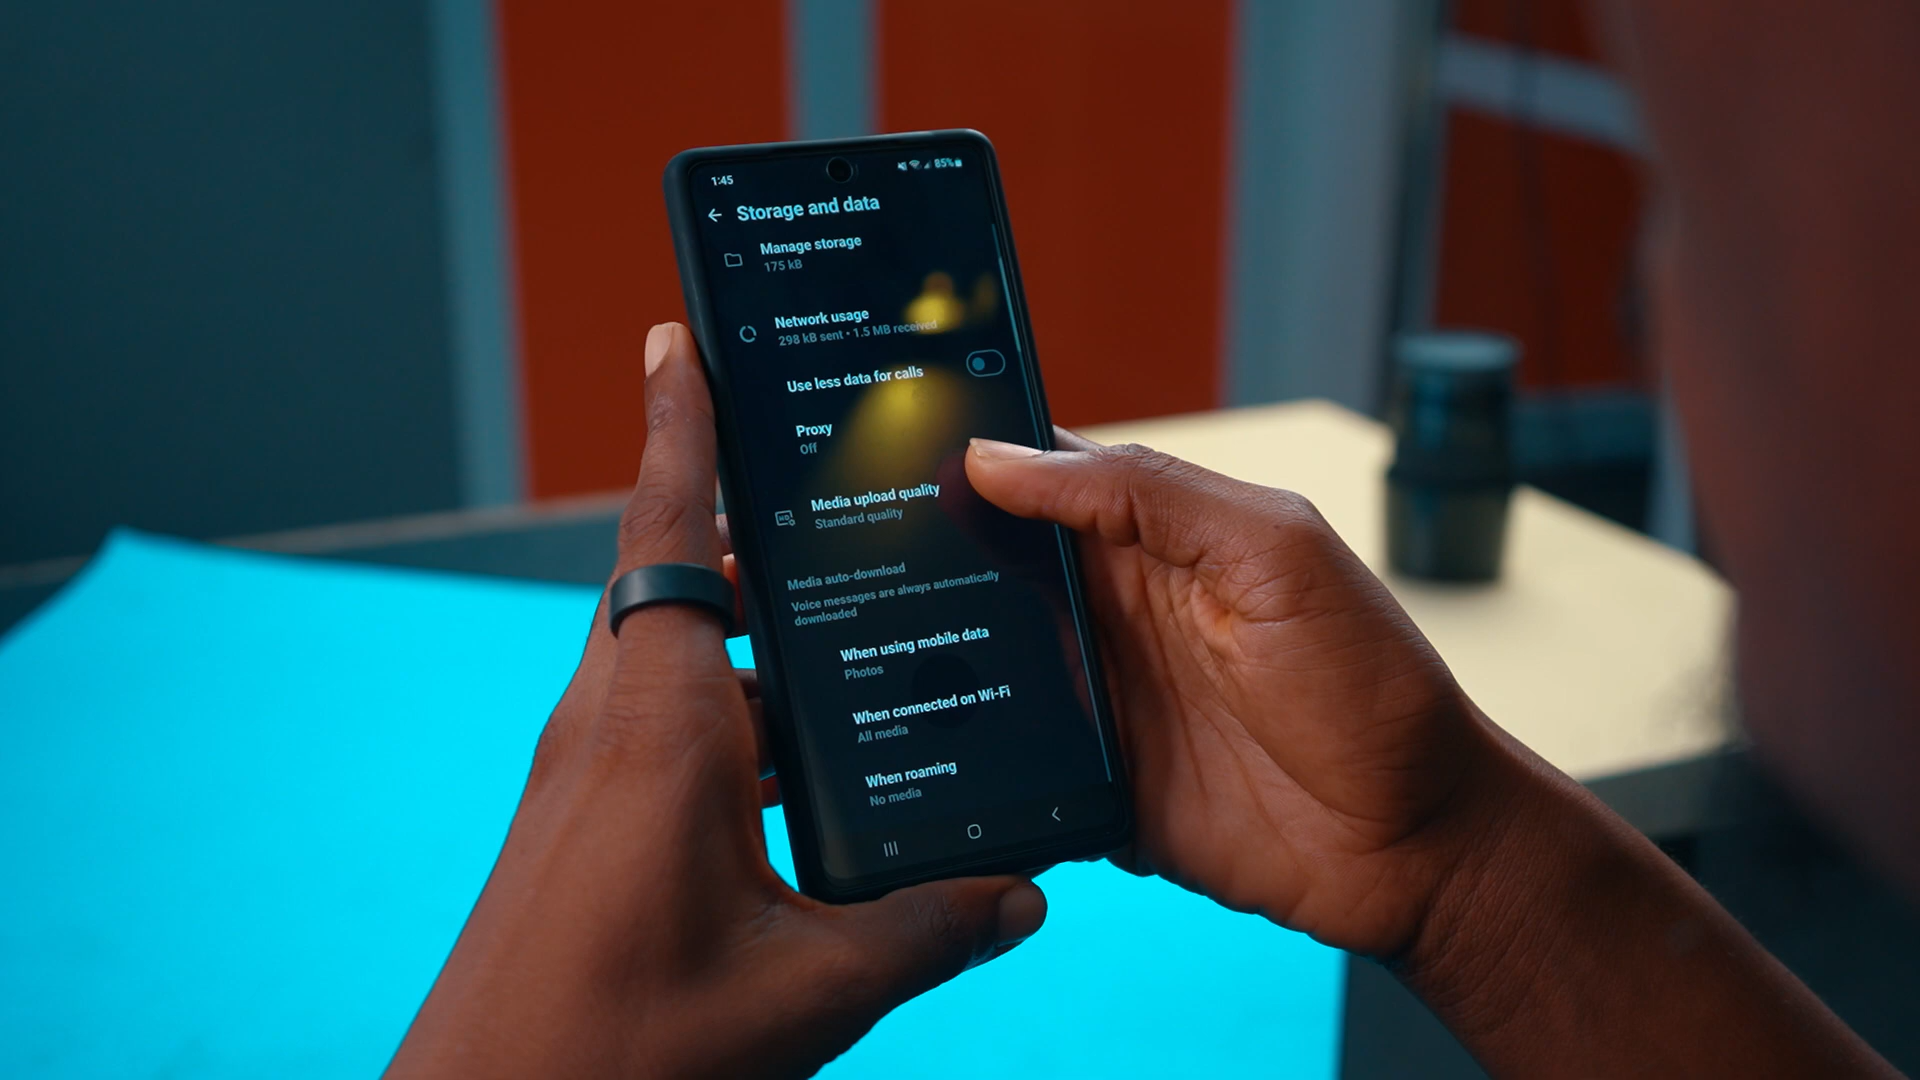 1:45
85%
Storage and data
Manage storage
175 kB
Network usage
298 kB sent • 1.5 MB received
Use less data for calls
Proxy
Off
Media upload quality
Standard quality
Media auto-download
Voice messages are always automatically
downloaded
When using mobile data
Photos
When connected on Wi-Fi
All media
When roaming
No media